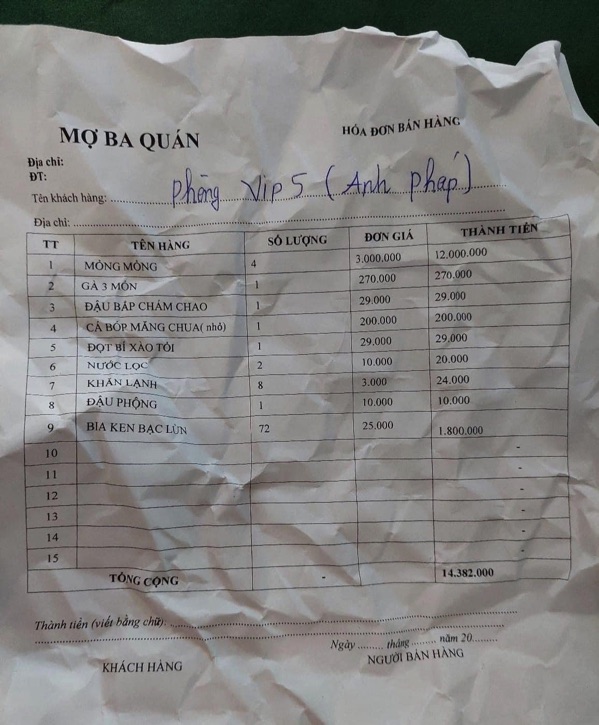 MỢ BA QUÁN
HÓA ĐƠN BÁN HÀNG
Địa chỉ:
ĐT:
Tên khách hàng: Phòng Vip 5 ( Anh pháp )
Địa chỉ:
TT TÊN HÀNG SỐ LƯỢNG ĐƠN GIÁ THÀNH TIỀN
1 MÓNG MÒNG 4 3.000.000 12.000.000
2 GÀ 3 MÓN 1 270.000 270.000
3 ĐẬU BẮP CHẤM CHAO 1 29.000 29.000
4 CÁ BÓP MĂNG CHUA( nhỏ) 1 200.000 200.000
5 ĐỌT BÍ XÀO TỎI 1 29.000 29.000
6 NƯỚC LỌC 2 10.000 20.000
7 KHĂN LẠNH 8 3.000 24.000
8 ĐẬU PHỘNG 1 10.000 10.000
9 BIA KEN BẠC LÙN 72 25.000 1.800.000
10 -
11 -
12 -
13 -
14 -
15 -
TỔNG CỘNG - 14.382.000
Thành tiền (viết bằng chữ):
Ngày ........ tháng ........ năm 20........
KHÁCH HÀNG NGƯỜI BÁN HÀNG